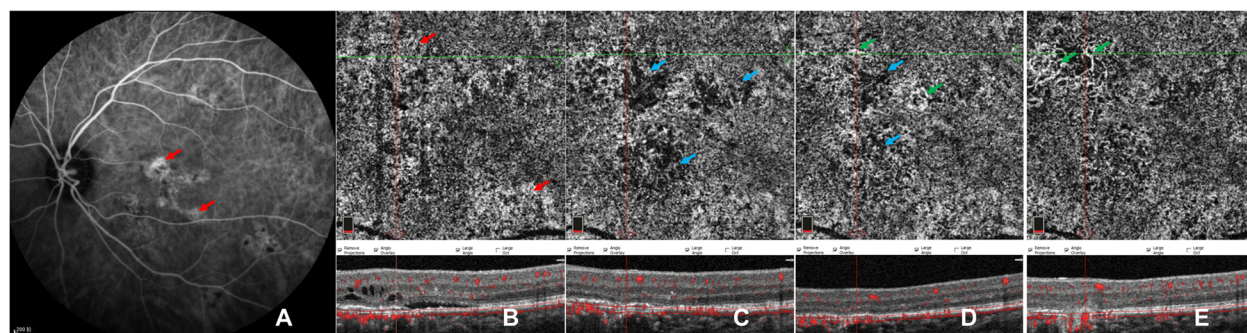 Remove Projections Angio Overlay Large Angio Large Oct
Remove Projections Angio Overlay Large Angio Large Oct
Remove Projections Angio Overlay Large Angio Large Oct
Remove Projections Angio Overlay Large Angio Large Oct
A
B
C
D
E